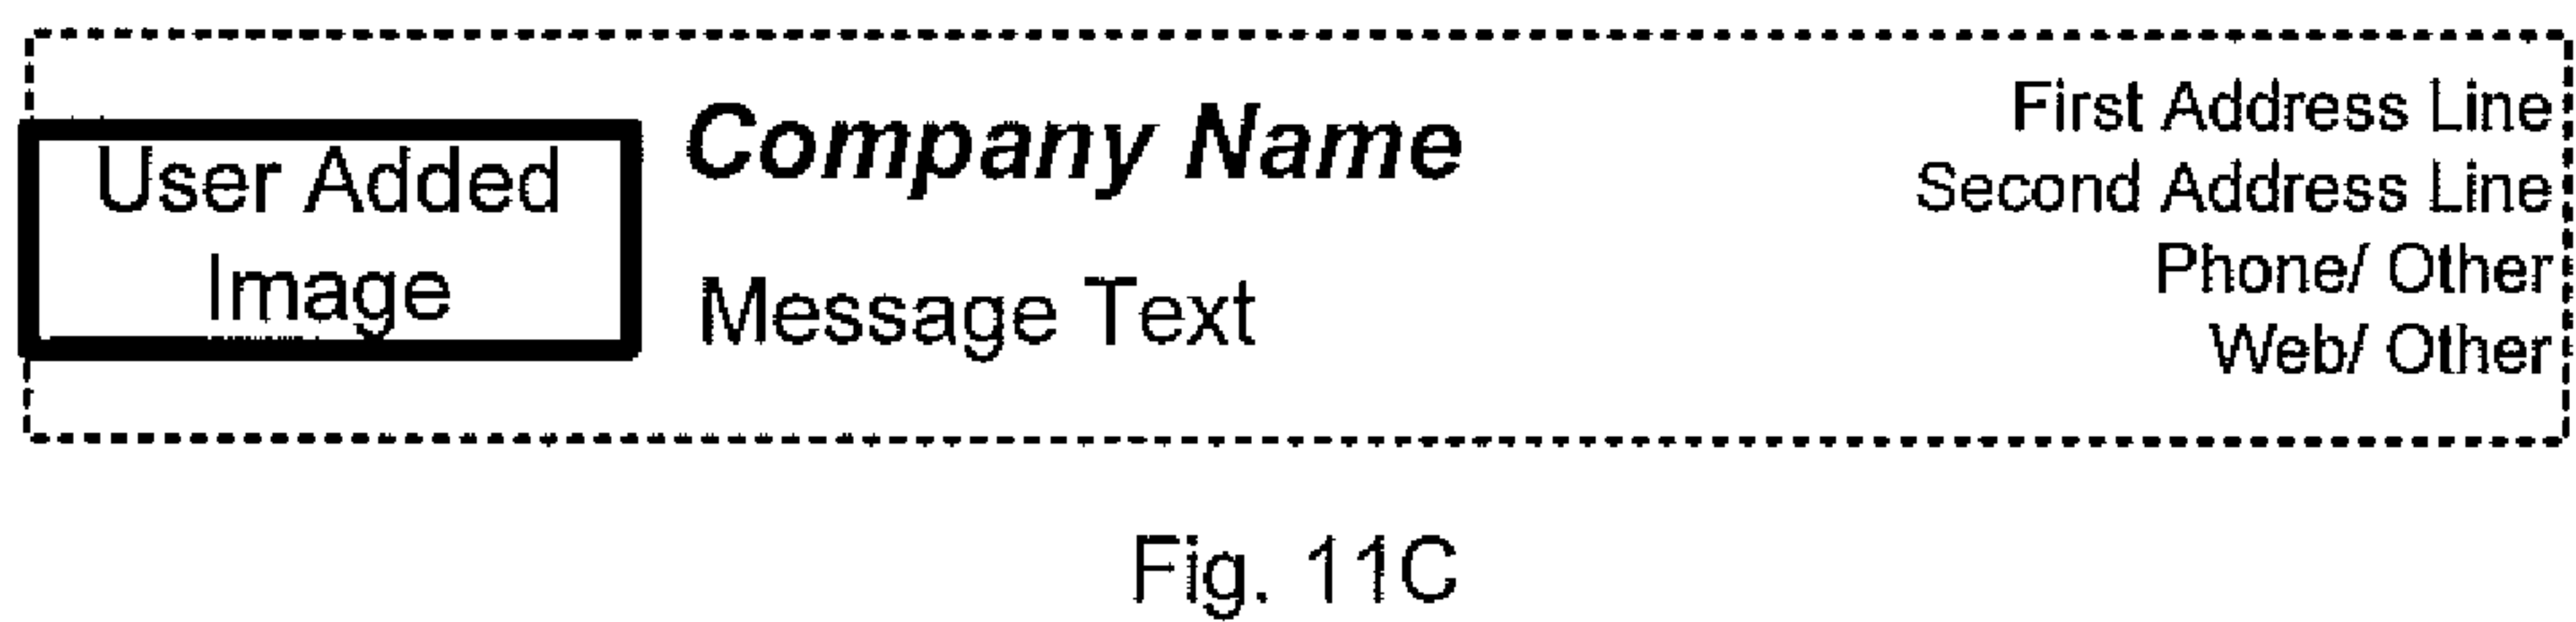 User Added
Image
Company Name
Message Text
First Address Line
Second Address Line
Phone/ Other
Web/ Other
Fig. 11C